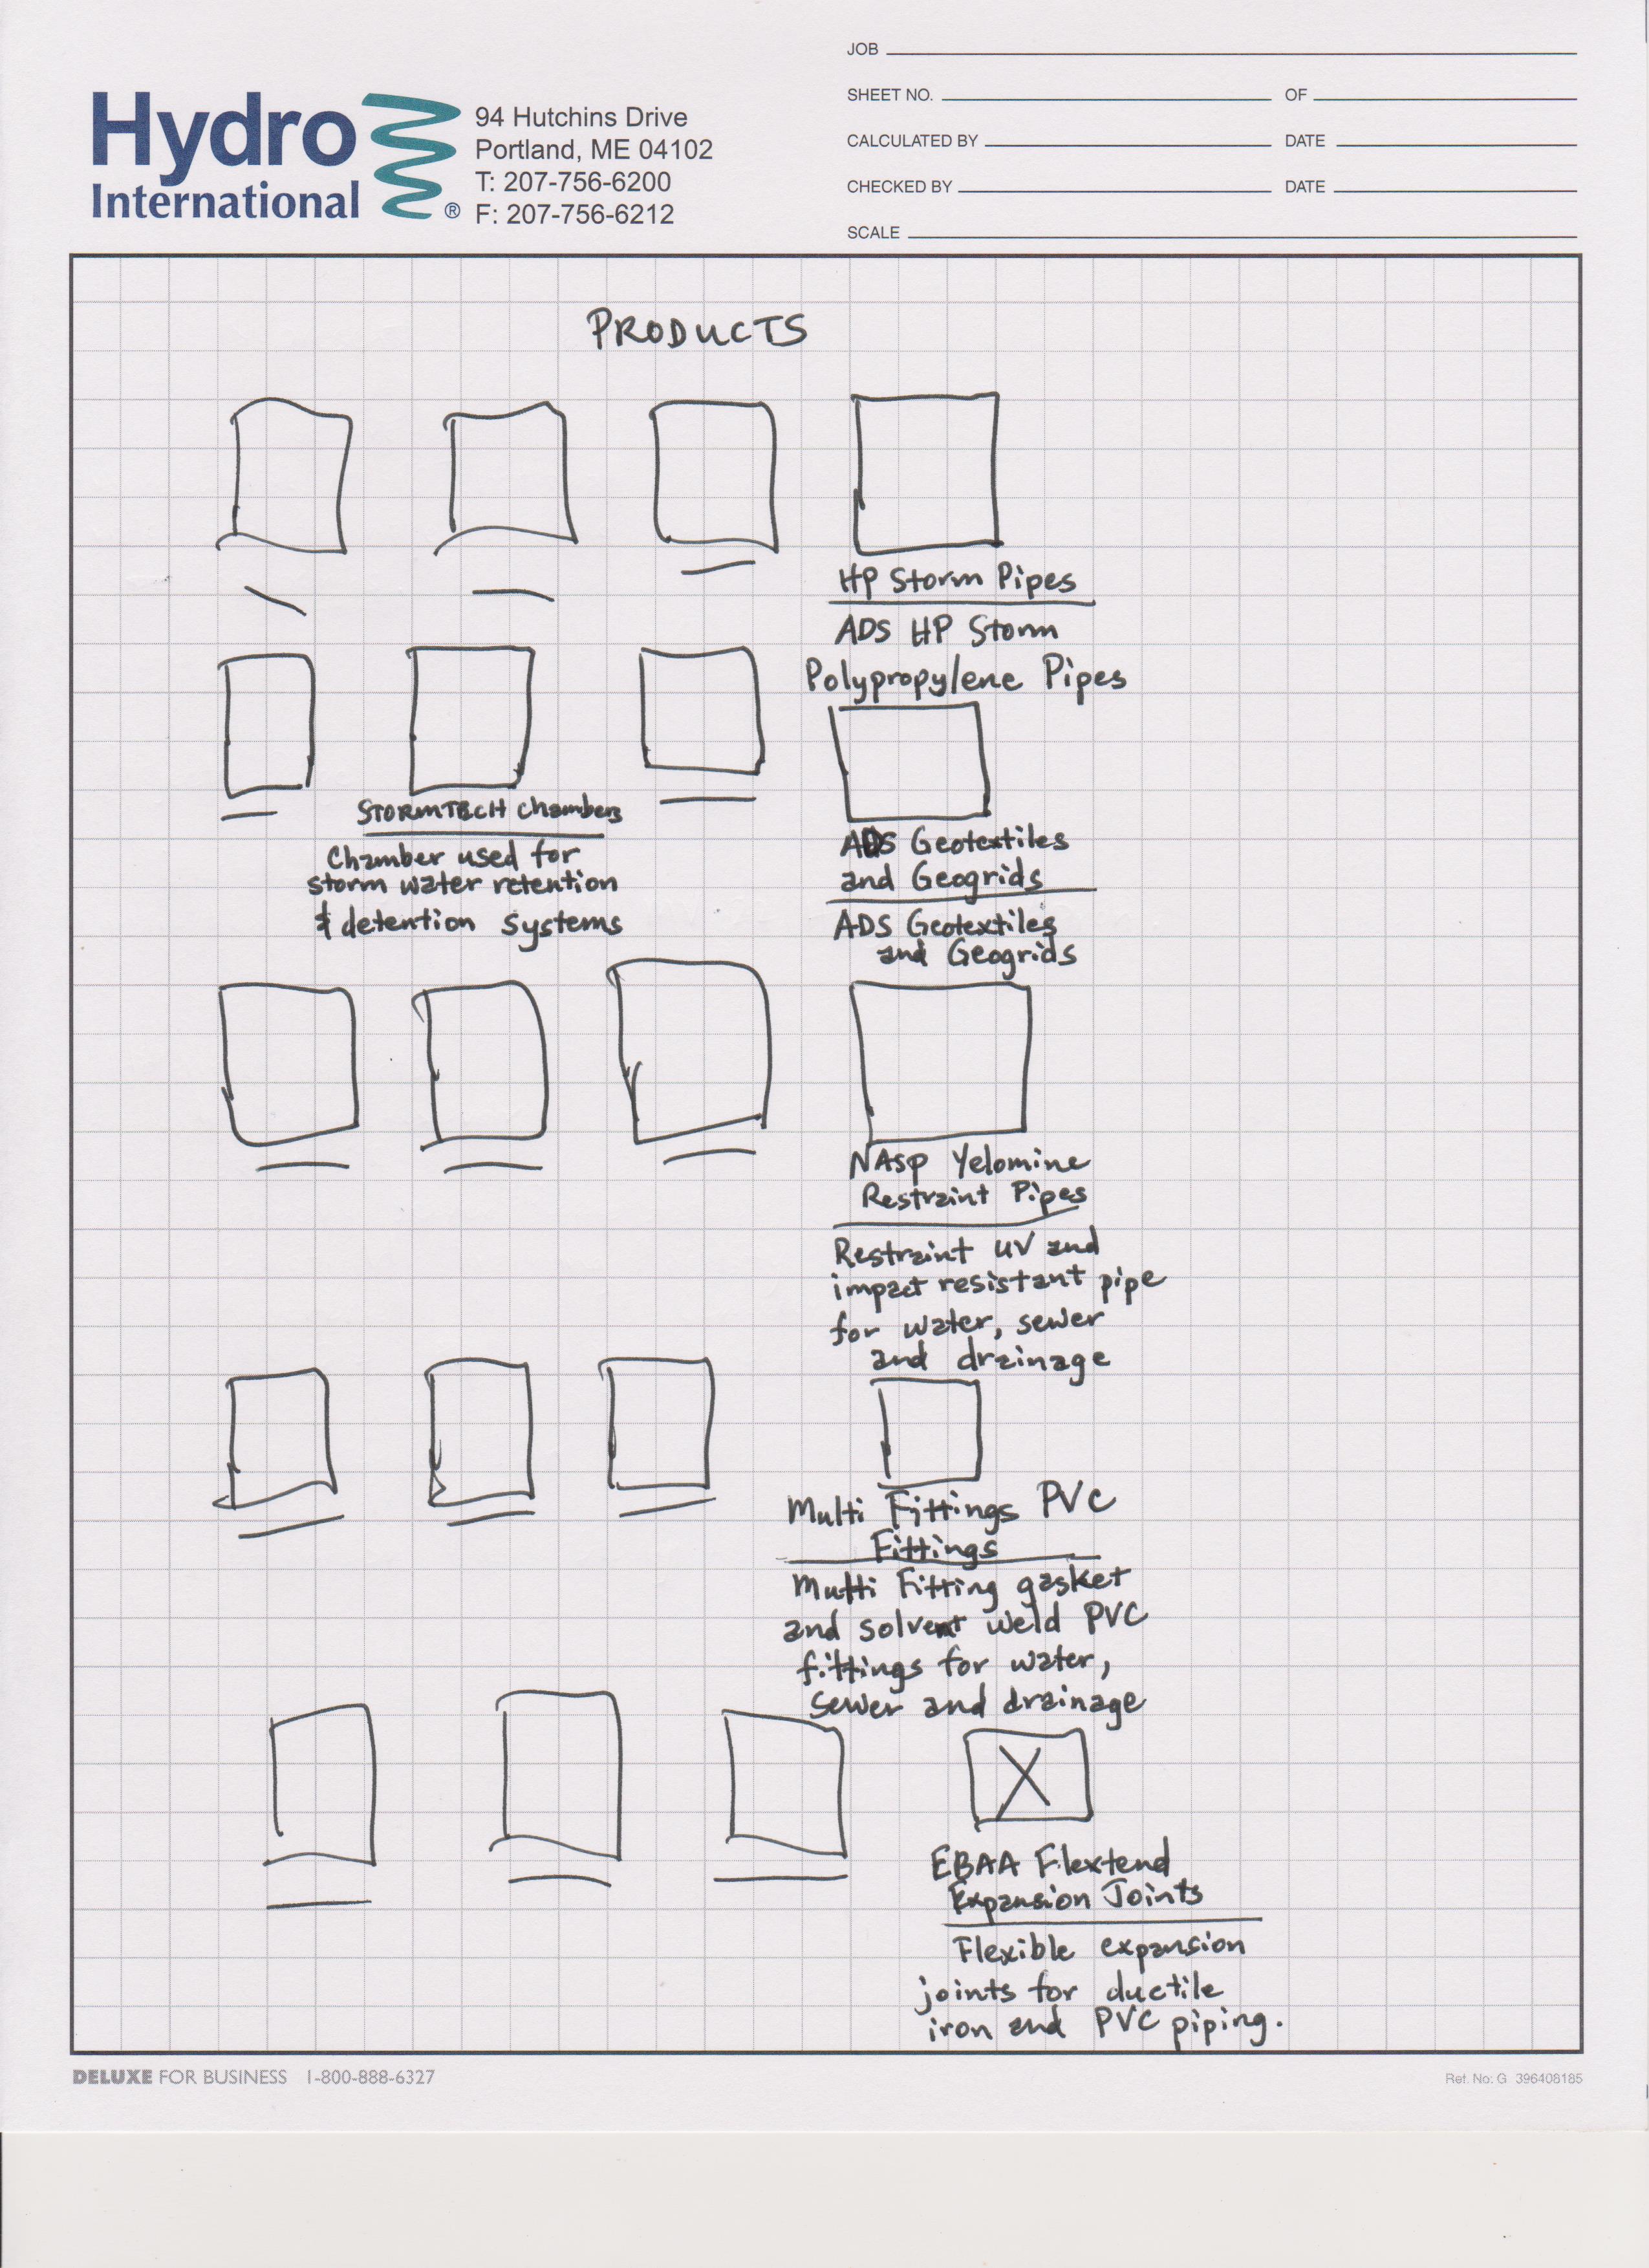 Hydro
International
®
94 Hutchins Drive
Portland, ME 04102
T: 207-756-6200
F: 207-756-6212
JOB
SHEET NO. OF
CALCULATED BY DATE
CHECKED BY DATE
SCALE
PRODUCTS
HP Storm Pipes
ADS HP Storm
Polypropylene Pipes
STORMTECH Chambers
Chamber used for
storm water retention
& detention systems
ADS Geotextiles
and Geogrids
ADS Geotextiles
and Geogrids
NASP Yelomine
Restraint Pipes
Restraint UV and
impact resistant pipe
for water, sewer
and drainage
Multi Fittings PVC
Fittings
Multi Fitting gasket
and solvent weld PVC
fittings for water,
sewer and drainage
X
EBAA Flextend
Expansion Joints
Flexible expansion
joints for ductile
iron and PVC piping.
DELUXE FOR BUSINESS 1-800-888-6327
Ref. No: G 396408185